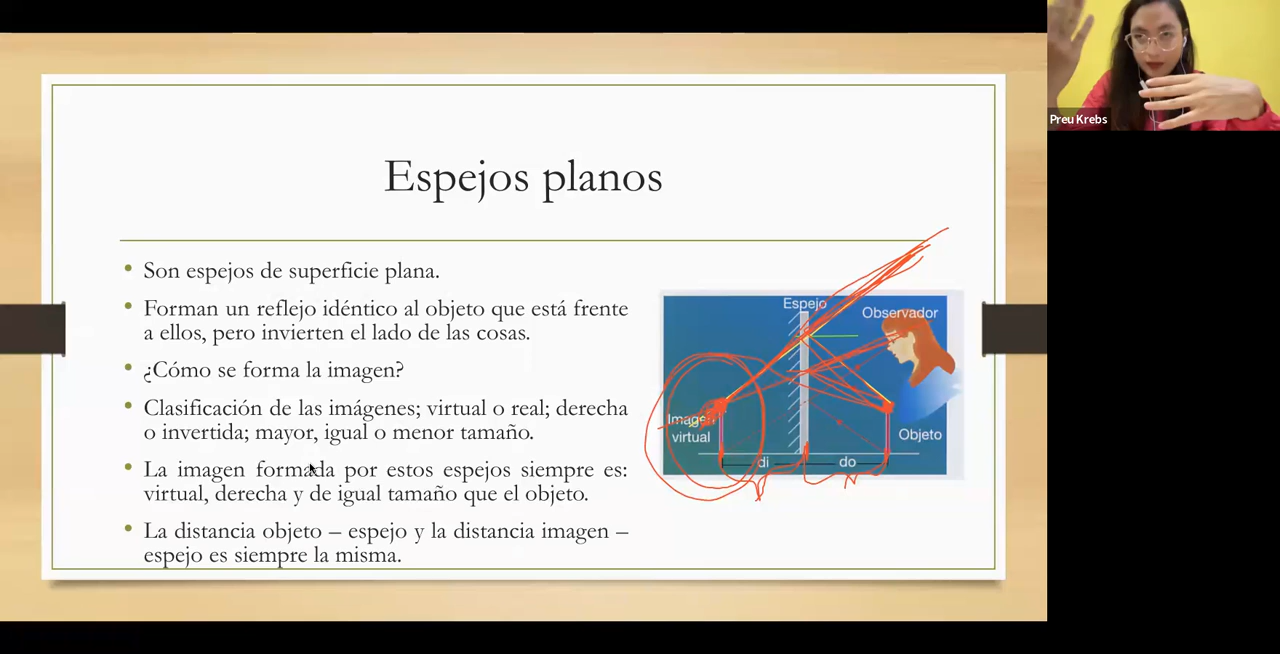 Espejos planos
• Son espejos de superficie plana.
• Forman un reflejo idéntico al objeto que está frente
a ellos, pero invierten el lado de las cosas.
• ¿Cómo se forma la imagen?
• Clasificación de las imágenes; virtual o real; derecha
o invertida; mayor, igual o menor tamaño.
• La imagen formada por estos espejos siempre es:
virtual, derecha y de igual tamaño que el objeto.
• La distancia objeto – espejo y la distancia imagen –
espejo es siempre la misma.
Espejo
Observador
Imagen
virtual
Objeto
di
do
Preu Krebs